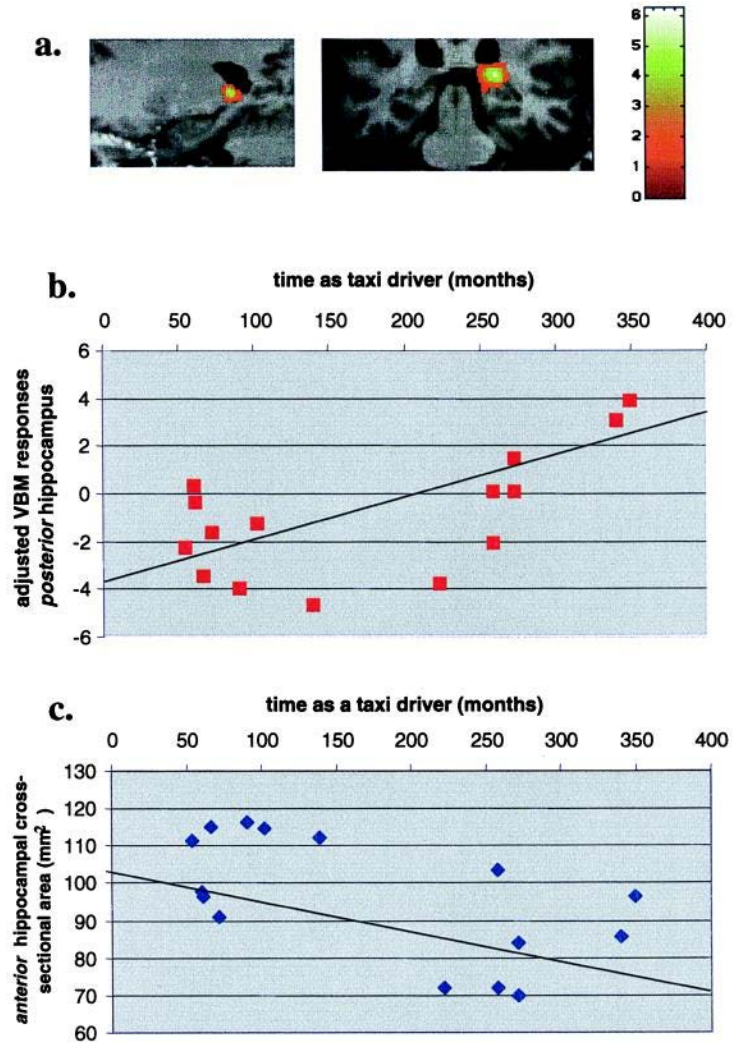 a.
6
5
4
3
2
1
0
b.
time as taxi driver (months)
0 50 100 150 200 250 300 350 400
adjusted VBM responses
posterior hippocampus
6
4
2
0
-2
-4
-6
c.
time as a taxi driver (months)
0 50 100 150 200 250 300 350 400
anterior hippocampal cross-
sectional area (mm²)
130
120
110
100
90
80
70
60